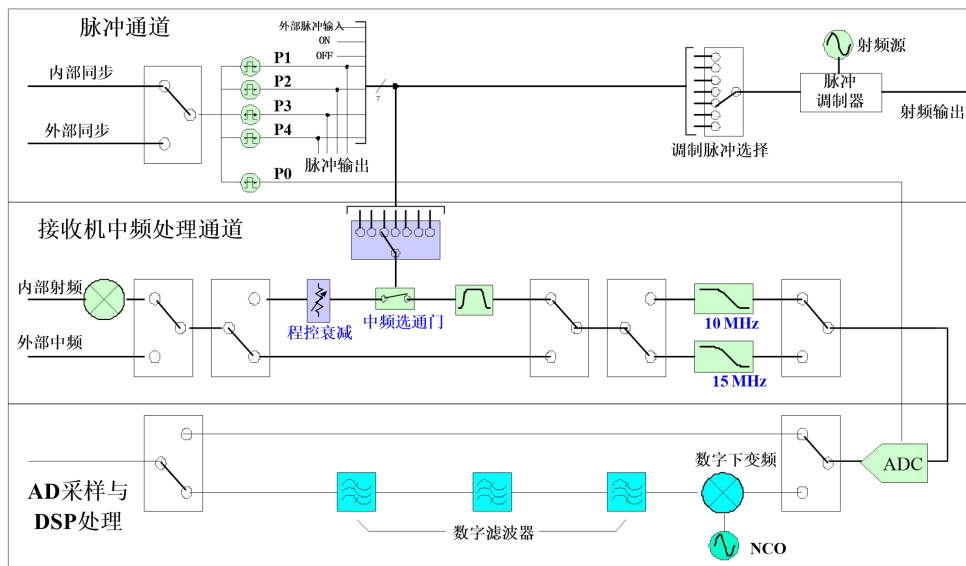 脉冲通道
外部脉冲输入
ON
OFF
P1
内部同步
P2
P3
外部同步
P4
脉冲输出
P0
7
调制脉冲选择
射频源
脉冲
调制器
射频输出
接收机中频处理通道
内部射频
外部中频
程控衰减
中频选通门
10 MHz
15 MHz
AD采样与
DSP处理
数字滤波器
数字下变频
NCO
ADC